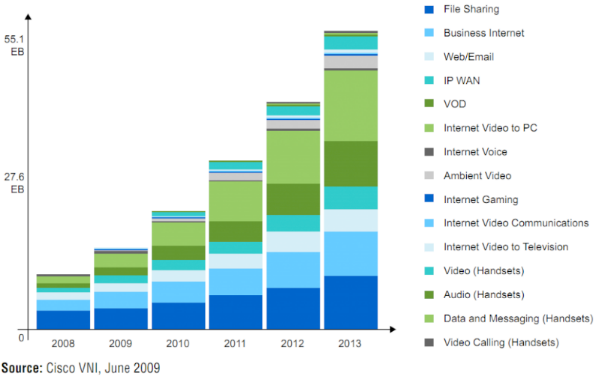 55.1
EB
27.6
EB
0
2008 2009 2010 2011 2012 2013
File Sharing
Business Internet
Web/Email
IP WAN
VOD
Internet Video to PC
Internet Voice
Ambient Video
Internet Gaming
Internet Video Communications
Internet Video to Television
Video (Handsets)
Audio (Handsets)
Data and Messaging (Handsets)
Video Calling (Handsets)
Source: Cisco VNI, June 2009